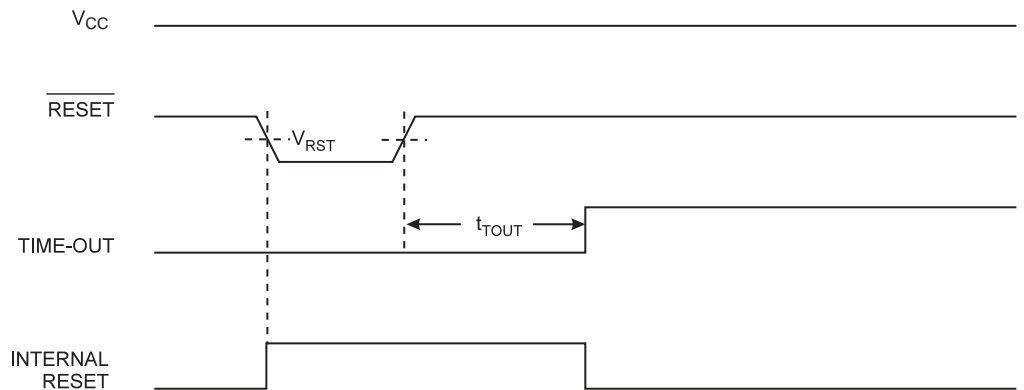 VCC
RESET
VRST
tTOUT
TIME-OUT
INTERNAL
RESET